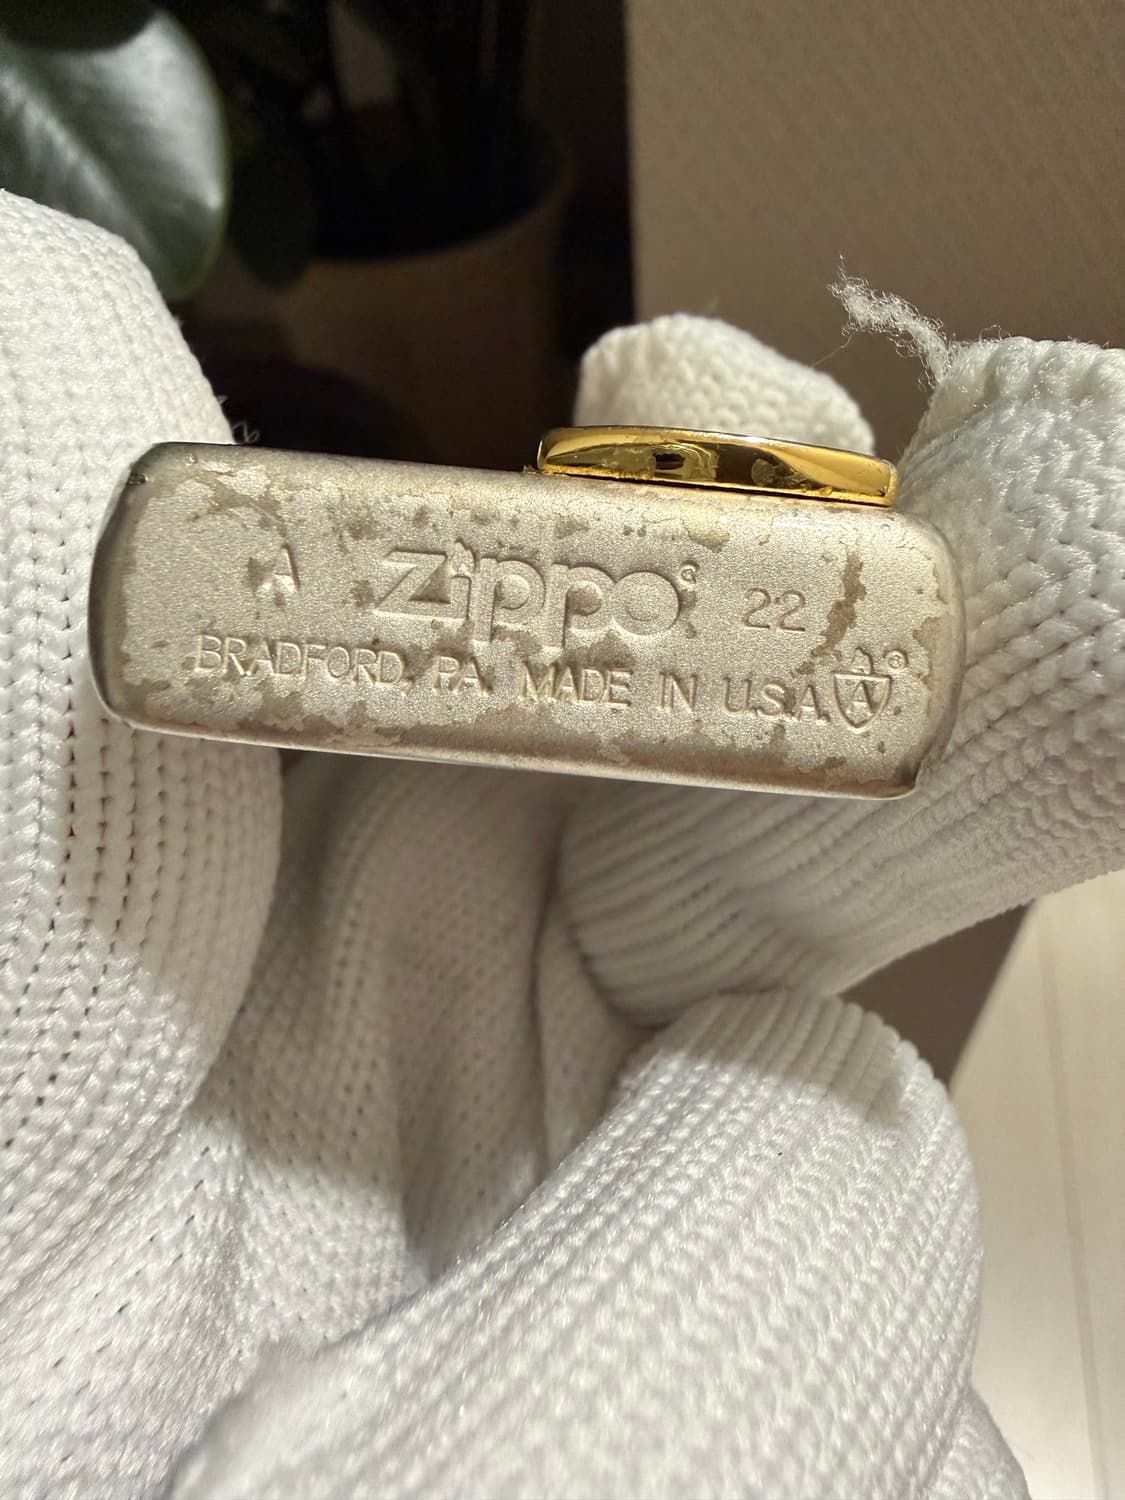 A zippo® 22
BRADFORD, PA. MADE IN U.S.A. A®